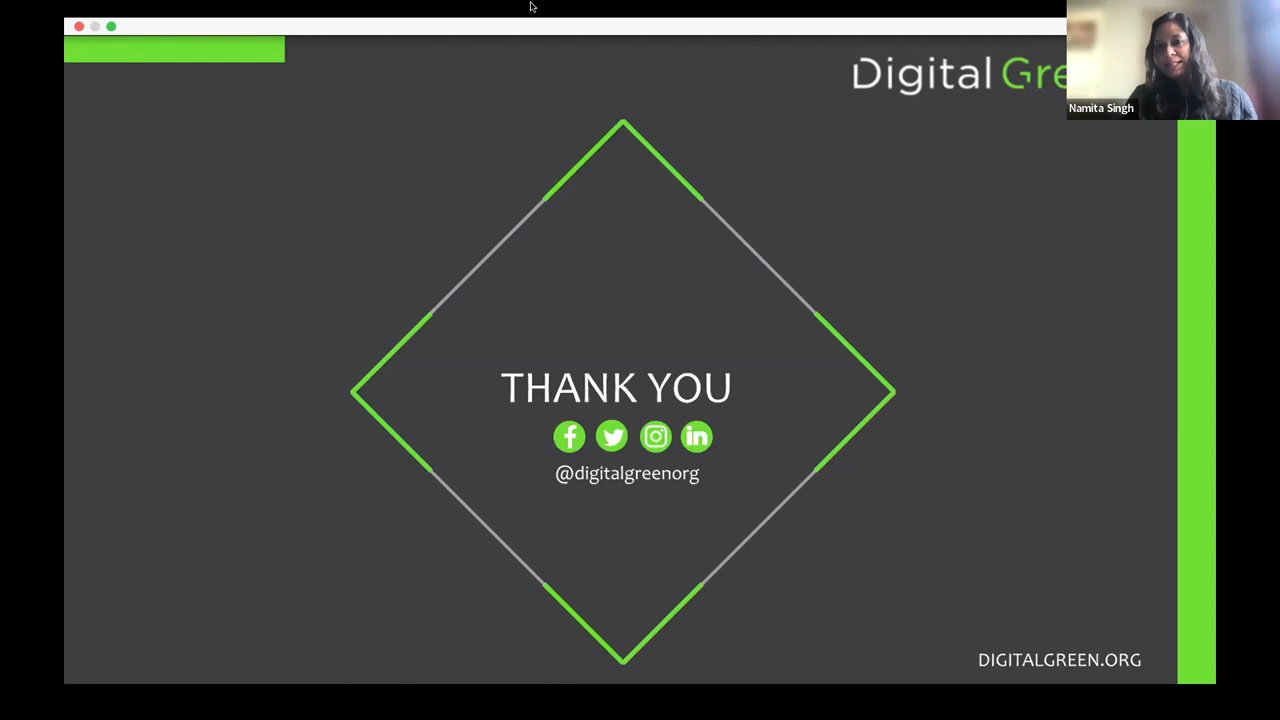 Digital Gre
Namita Singh
THANK YOU
@digitalgreenorg
DIGITALGREEN.ORG